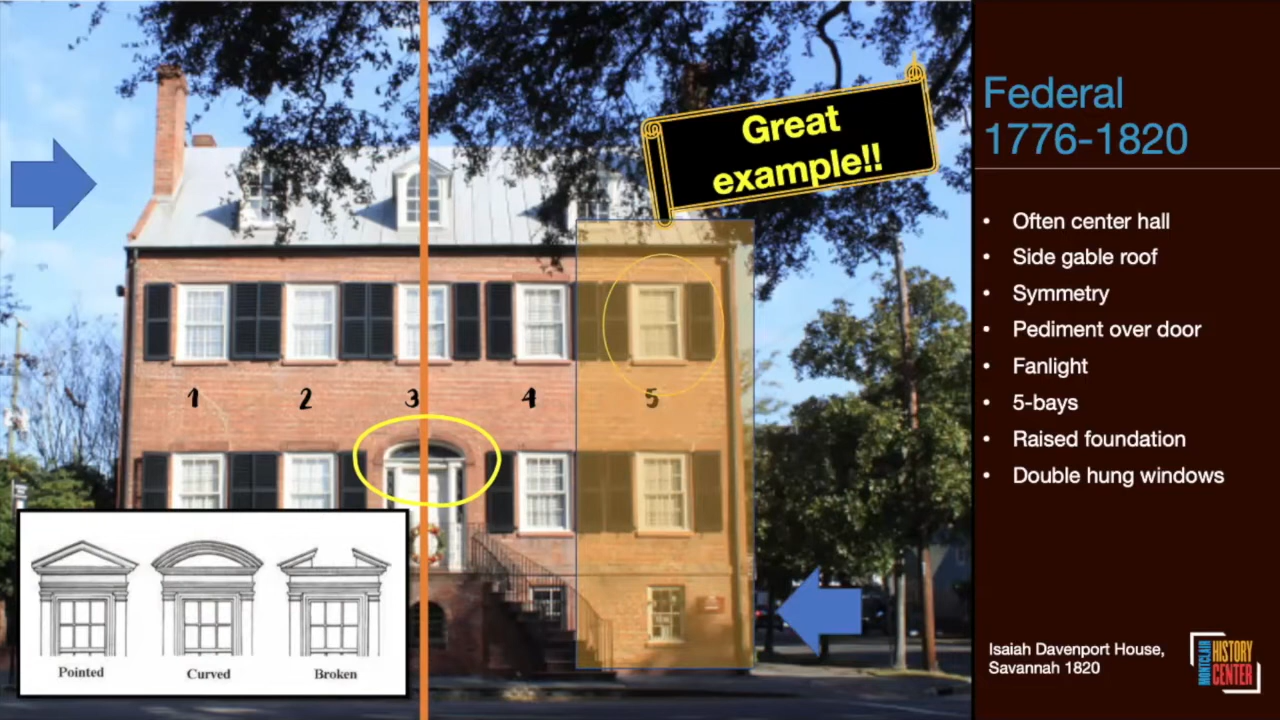 Great
example!!
Federal
1776-1820
• Often center hall
• Side gable roof
• Symmetry
• Pediment over door
• Fanlight
• 5-bays
• Raised foundation
• Double hung windows
1 2 3 4 5
Pointed Curved Broken
Isaiah Davenport House,
Savannah 1820
MONTCLAIR
HISTORY
CENTER